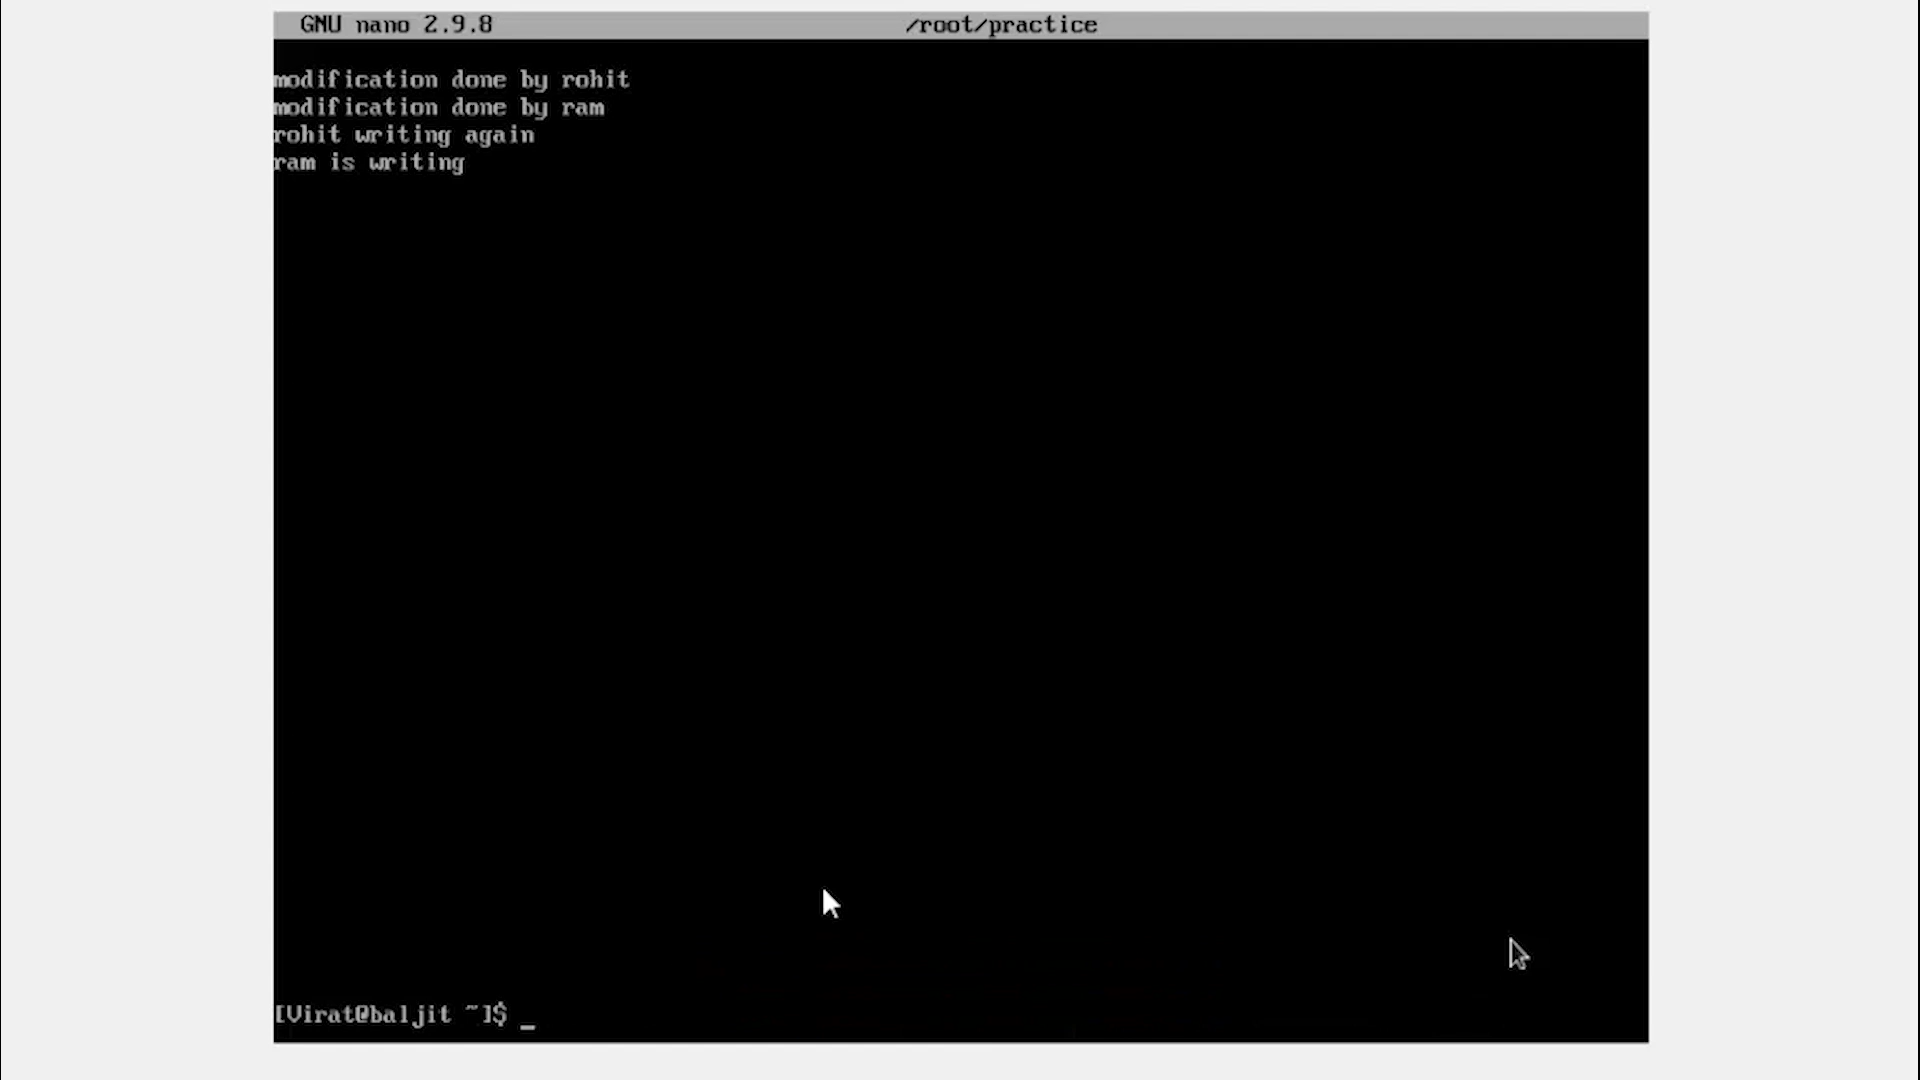 GNU nano 2.9.8 /root/practice
modification done by rohit
modification done by ram
rohit writing again
ram is writing
[Virat@baljit ~]$ _